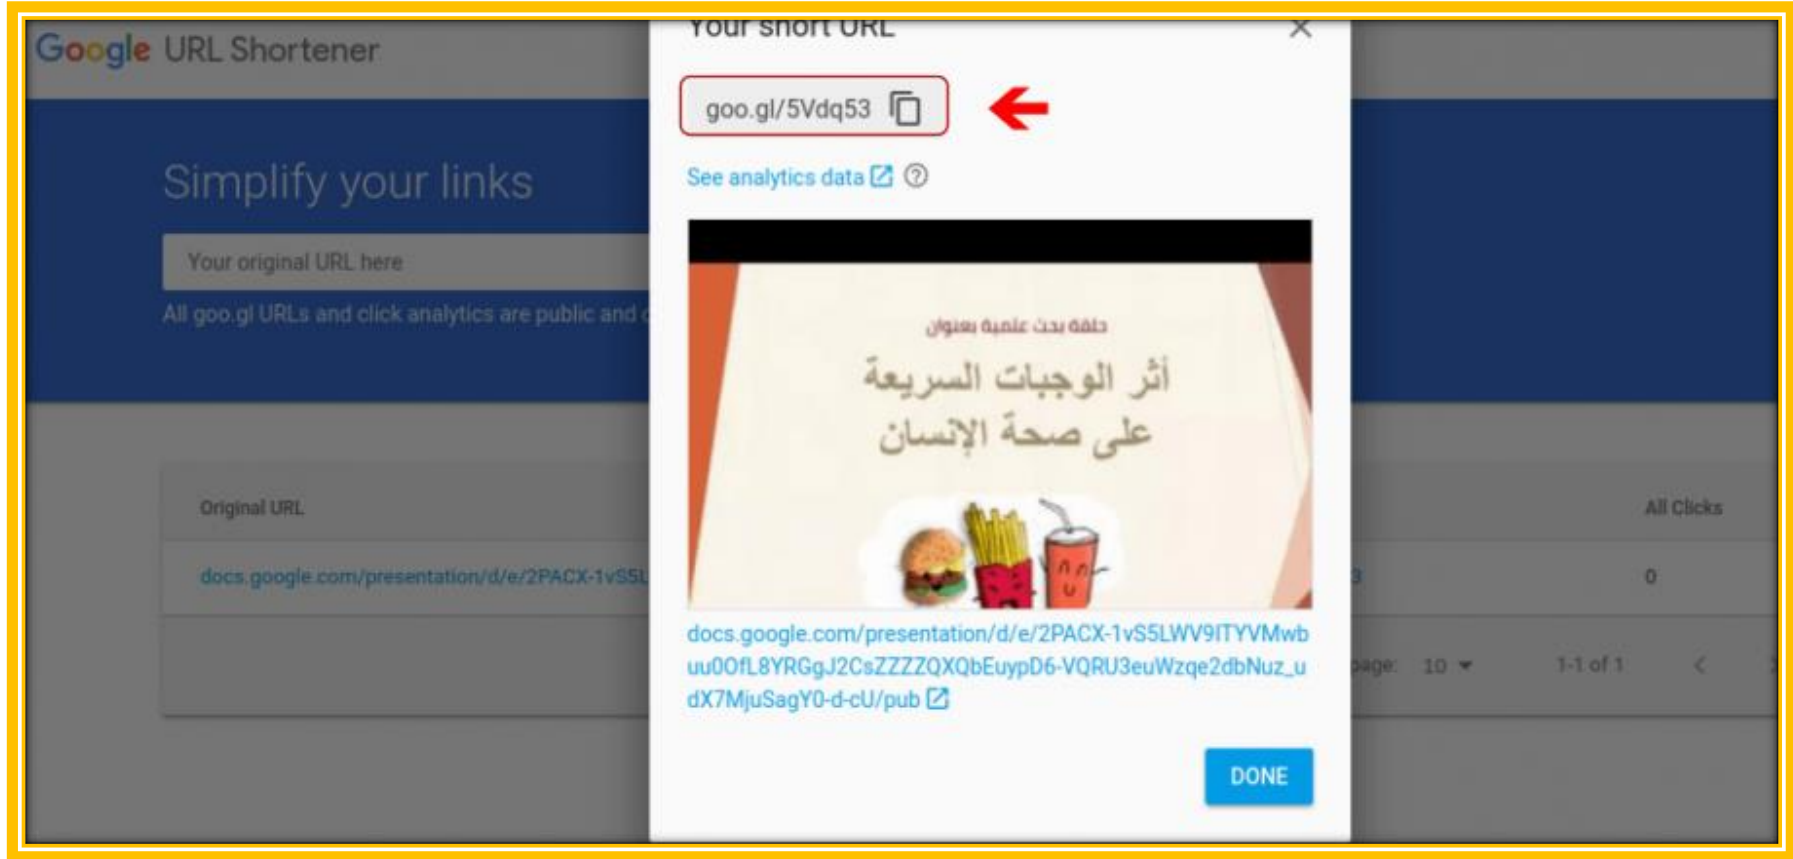 Google URL Shortener
Your short URL
goo.gl/5Vdq53
Simplify your links
See analytics data
Your original URL here
All goo.gl URLs and click analytics are public and
حلقة بحث علمية بعنوان
أثر الوجبات السريعة
على صحة الإنسان
Original URL
All Clicks
docs.google.com/presentation/d/e/2PACX-1vS5L
3
0
docs.google.com/presentation/d/e/2PACX-1vS5LWV9ITYVMwb
uu0OfL8YRGgJ2CsZZZZQXQbEuypD6-VQRU3euWzqe2dbNuz_u
dX7MjuSagY0-d-cU/pub
page: 10
1-1 of 1
DONE